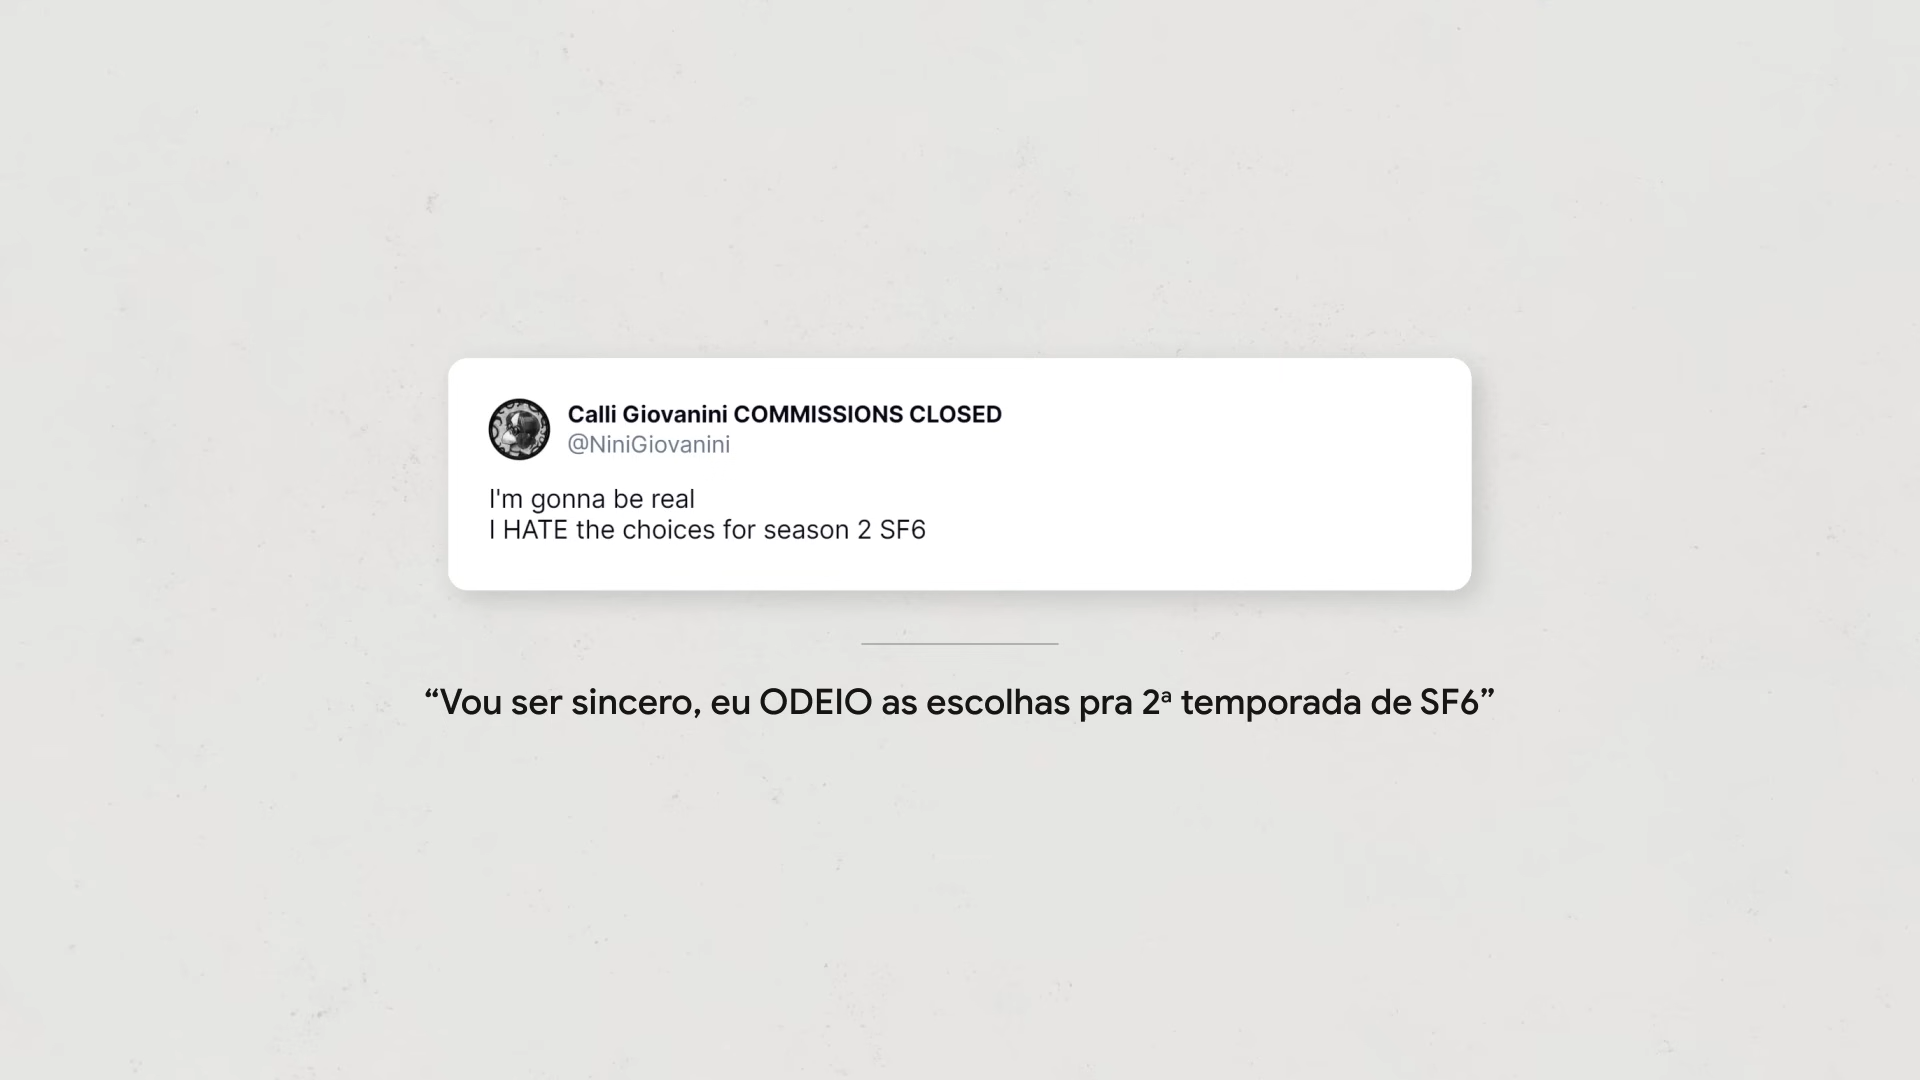 Calli Giovanini COMMISSIONS CLOSED
@NiniGiovanini
I'm gonna be real
I HATE the choices for season 2 SF6
“Vou ser sincero, eu ODEIO as escolhas pra 2ª temporada de SF6”